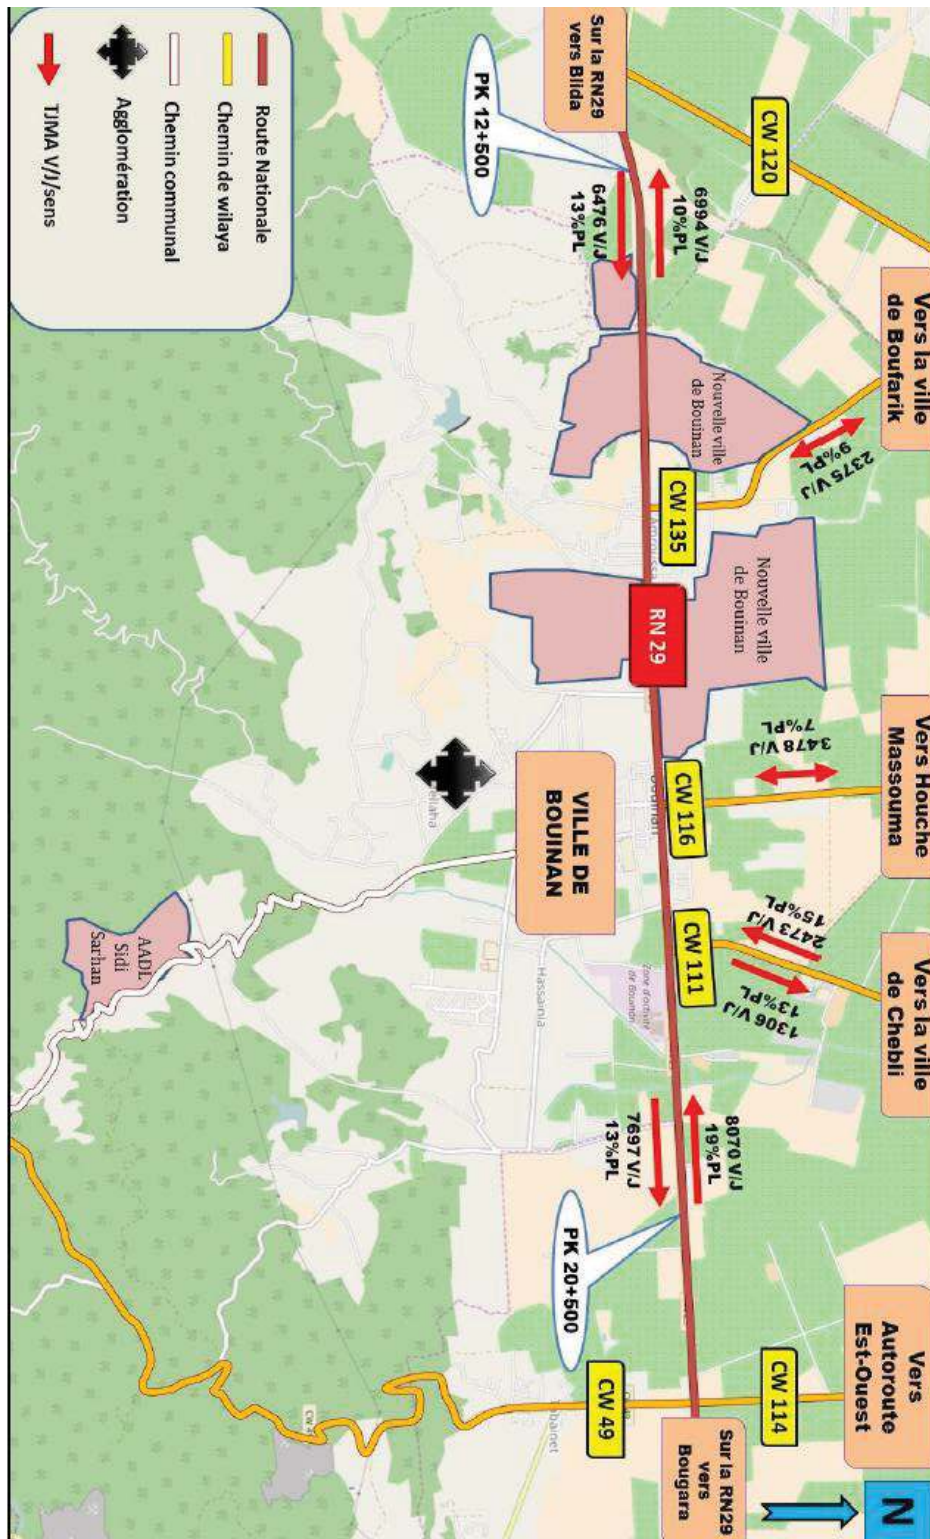 Sur la RN29
vers Blida
PK 12+500
CW 120
6994 V/J
10%PL
6476 V/J
13%PL
Vers la ville
de Boufarik
2375 V/J
9%PL
Nouvelle ville
de Bouinan
CW 135
Nouvelle ville
de Bouinan
RN 29
Vers Houche
Massouma
3478 V/J
7%PL
CW 116
VILLE DE
BOUINAN
Vers la ville
de Chebli
2473 V/J
15%PL
1306 V/J
13%PL
CW 111
Zone d'activité
de Bouinan
Hassainia
AADL
Sidi
Sarhan
8070 V/J
19%PL
7697 V/J
13%PL
PK 20+500
Vers
Autoroute
Est-Ouest
CW 114
CW 49
Sur la RN29
vers
Bougara
N
Route Nationale
Chemin de wilaya
Chemin communal
Agglomération
TJMA V/J/sens